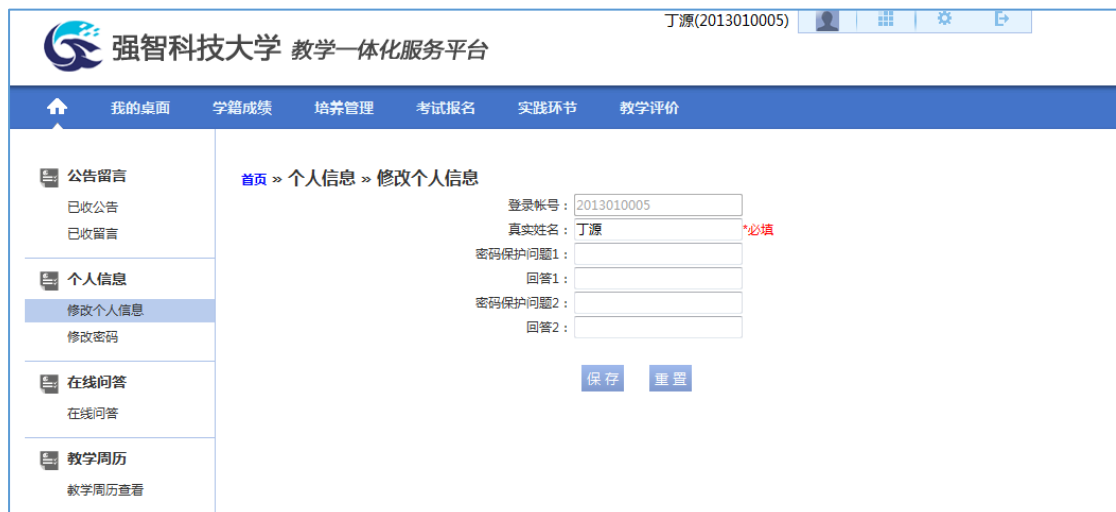 丁源(2013010005)
强智科技大学 教学一体化服务平台
我的桌面 学籍成绩 培养管理 考试报名 实践环节 教学评价
公告留言
已收公告
已收留言
个人信息
修改个人信息
修改密码
在线问答
在线问答
教学周历
教学周历查看
首页 » 个人信息 » 修改个人信息
登录帐号：2013010005
真实姓名：丁源 *必填
密码保护问题1：
回答1：
密码保护问题2：
回答2：
保存 重置